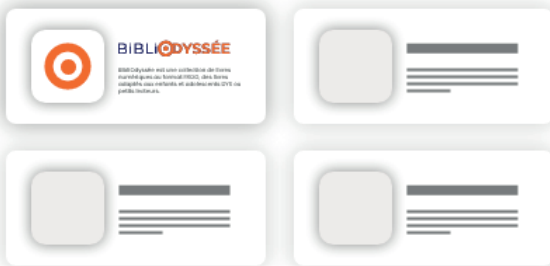 BiBLiODYSSÉE
BibliOdyssée est une collection de livres
numériques au format FROG, des livres
adaptés aux enfants et adolescents DYS ou
petits lecteurs.